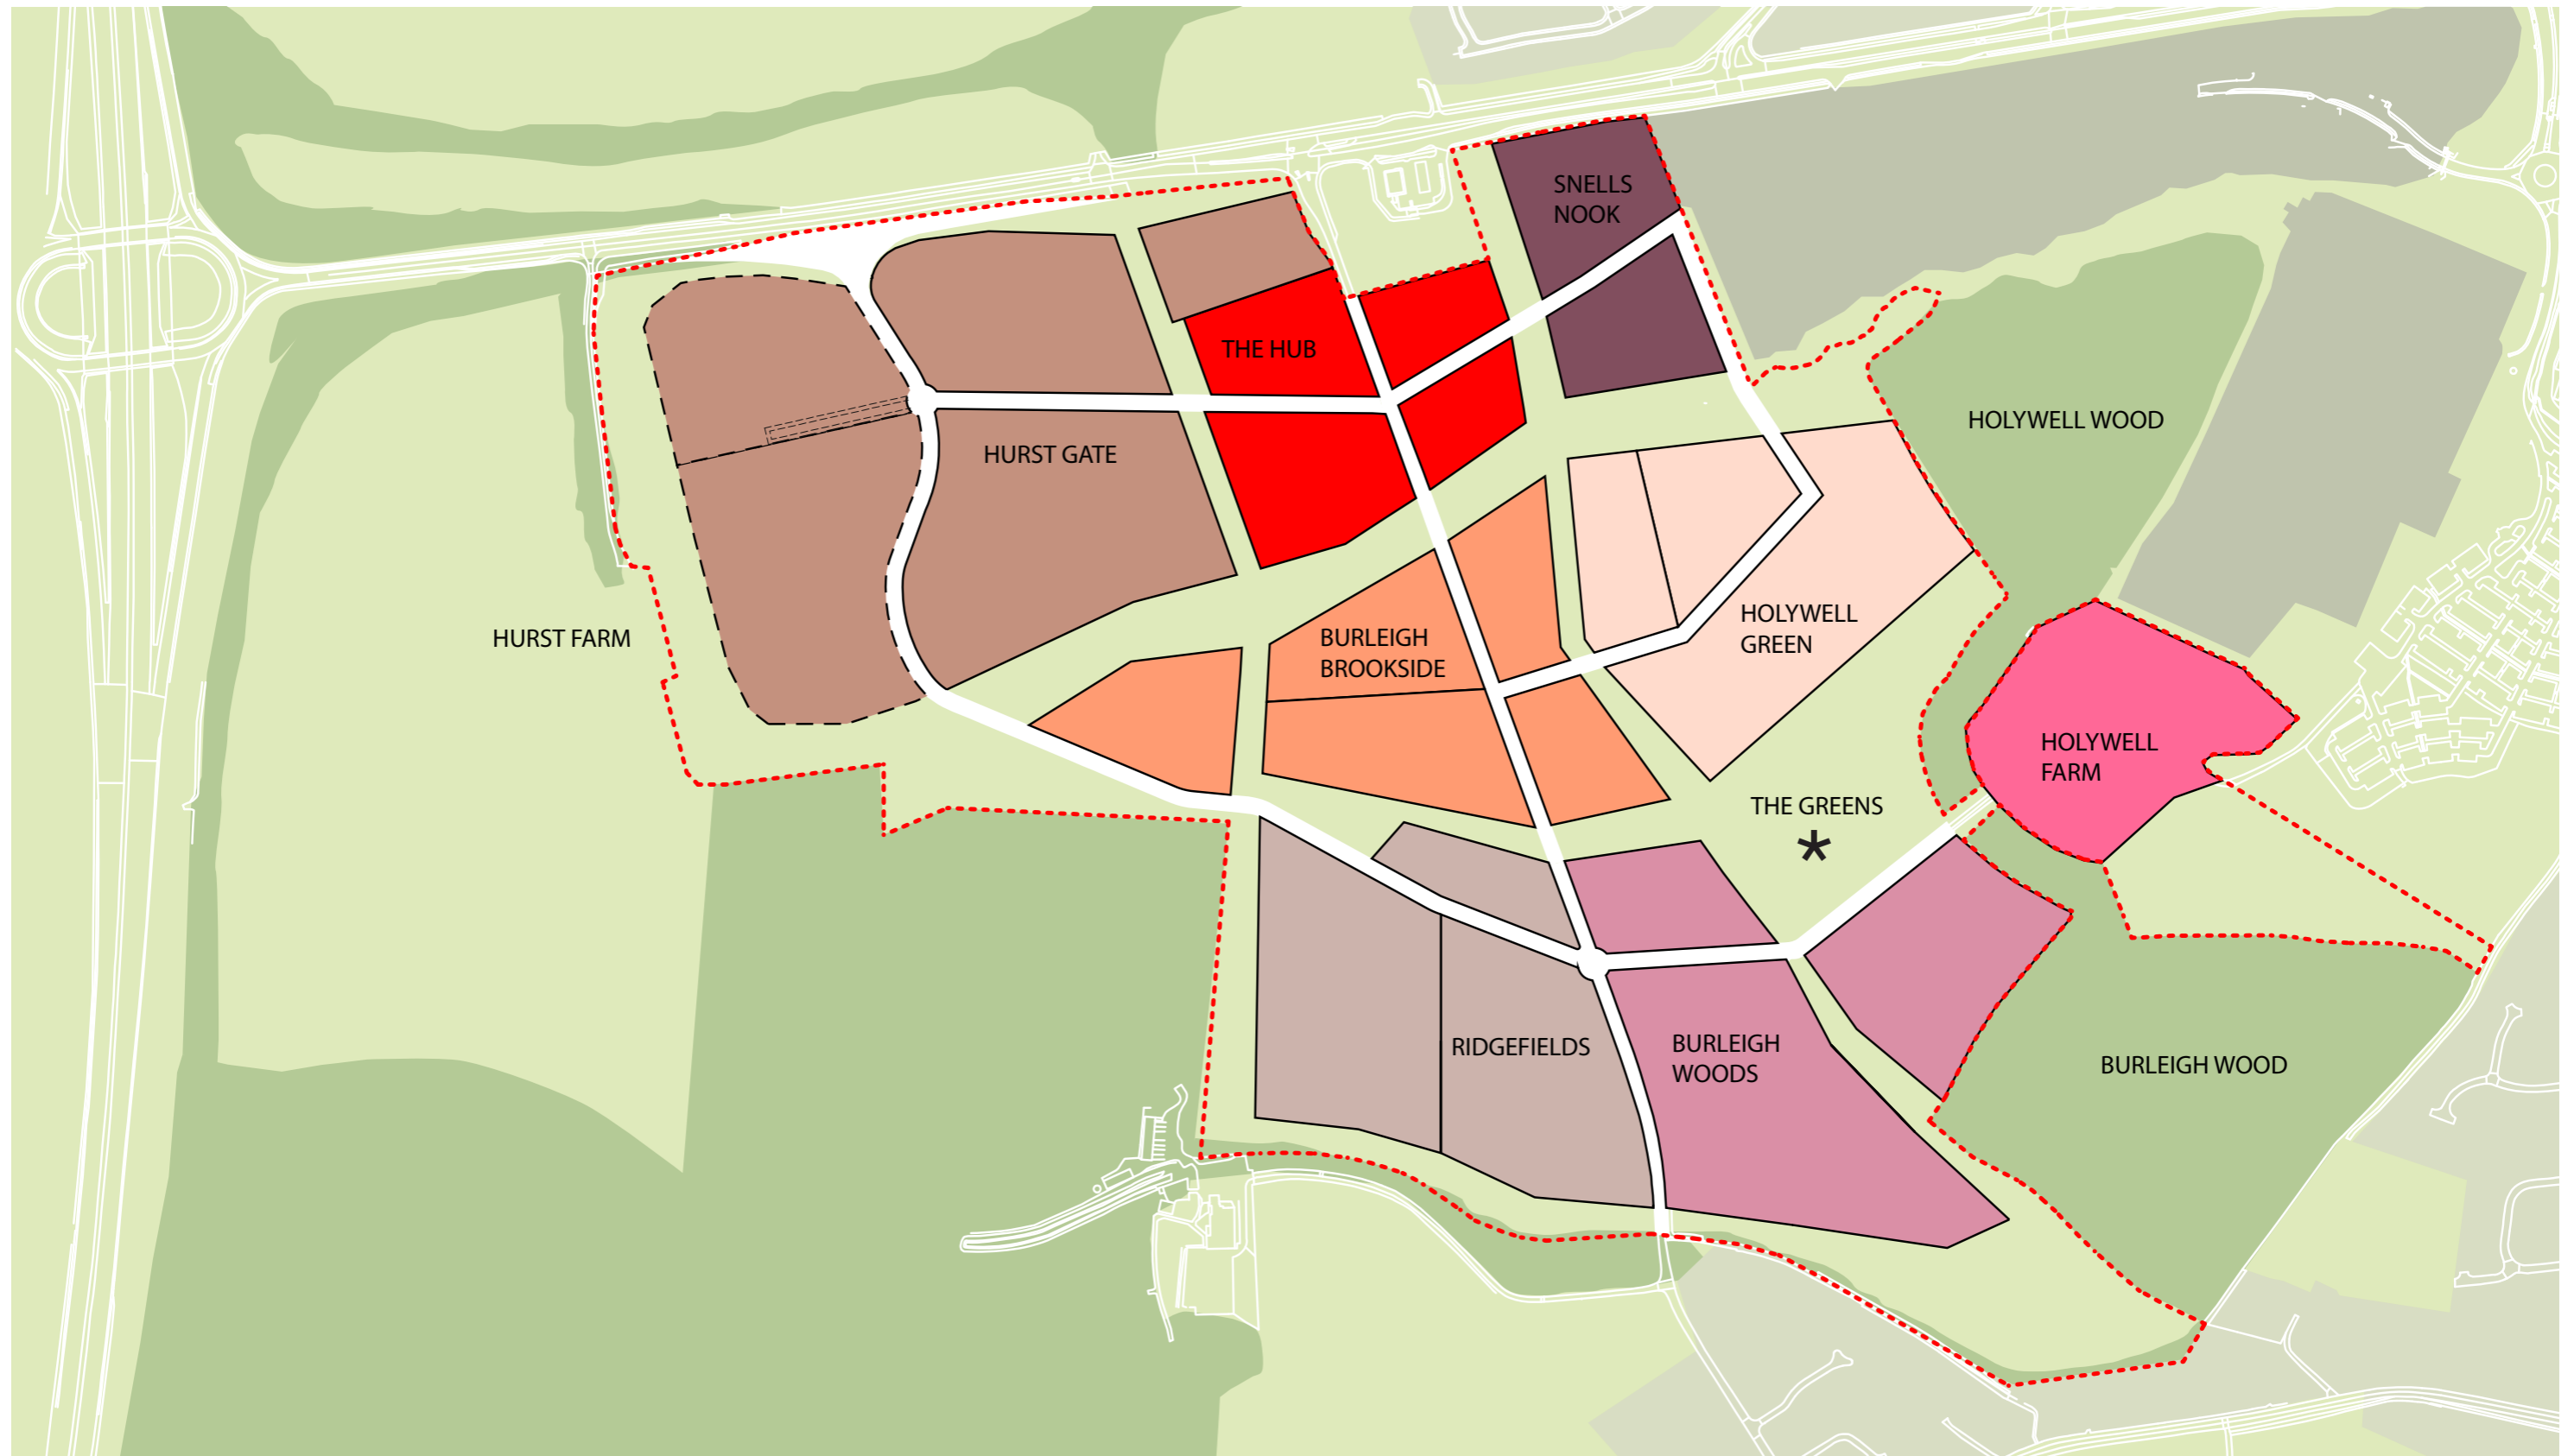 SNELLS
NOOK
THE HUB
HOLYWELL WOOD
HURST GATE
HURST FARM
BURLEIGH
BROOKSIDE
HOLYWELL
GREEN
HOLYWELL
FARM
THE GREENS
*
RIDGEFIELDS
BURLEIGH
WOODS
BURLEIGH WOOD